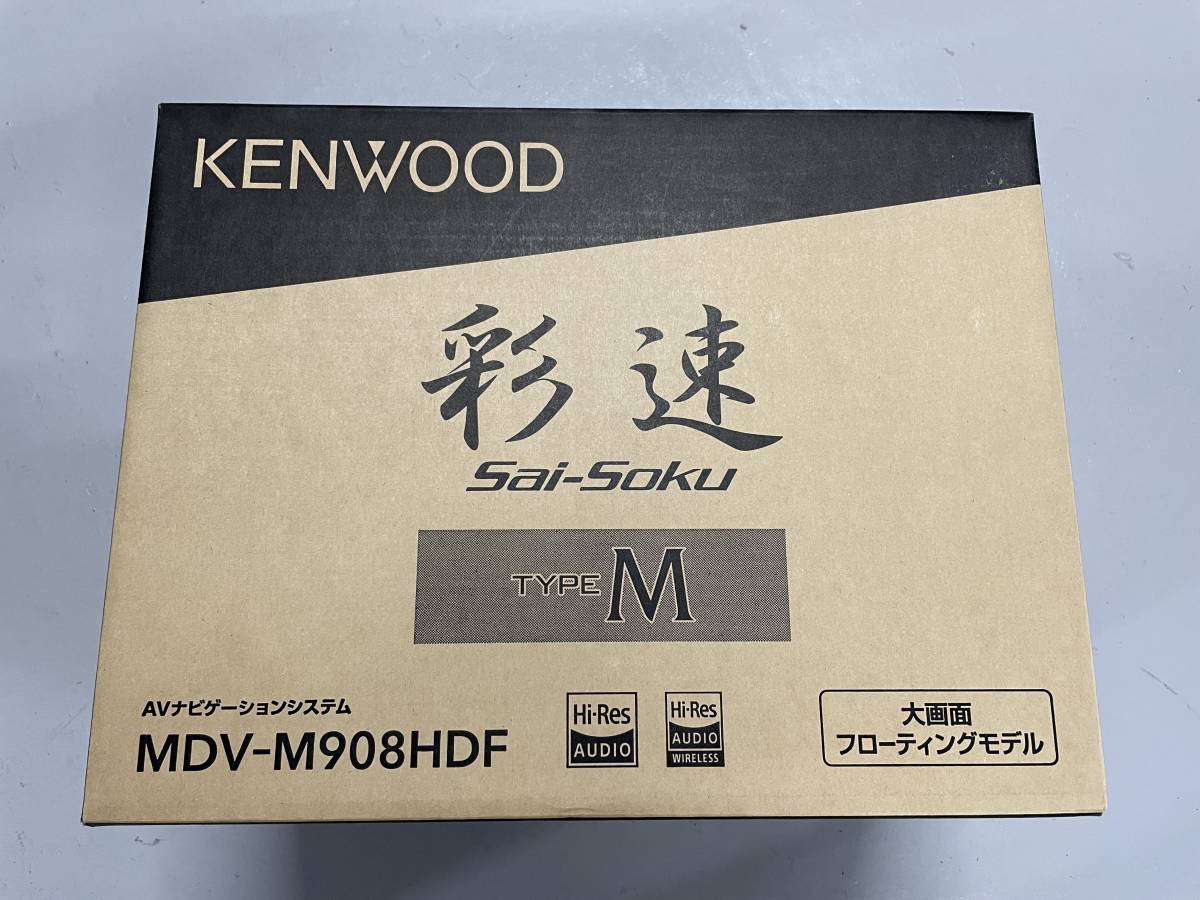 KENWOOD
彩速
Sai-Soku
TYPE M
AVナビゲーションシステム
MDV-M908HDF
Hi-Res
AUDIO
Hi-Res
AUDIO
WIRELESS
大画面
フローティングモデル